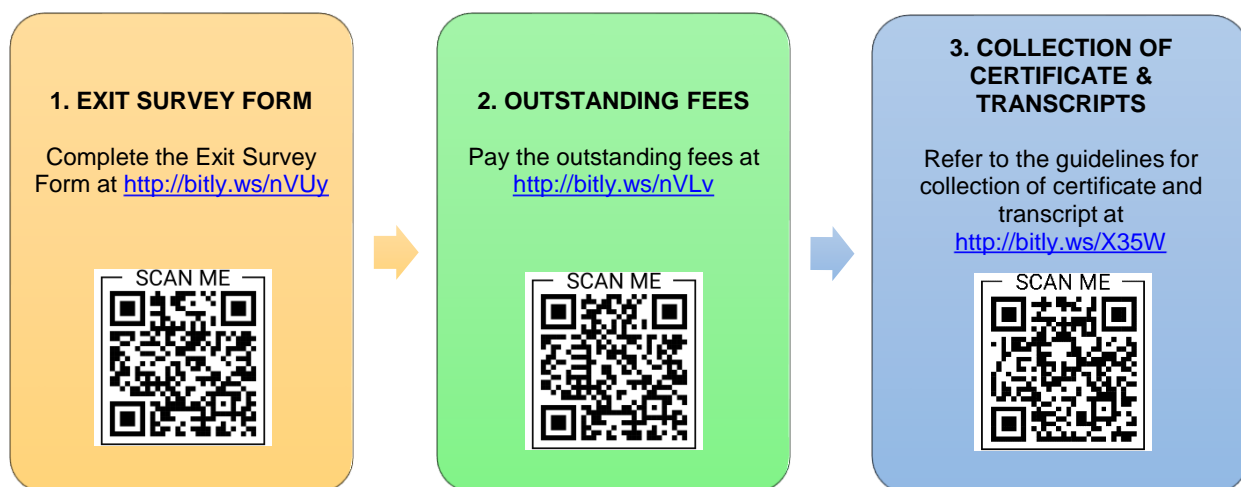 1. EXIT SURVEY FORM
Complete the Exit Survey
Form at http://bitly.ws/nVUy
SCAN ME
2. OUTSTANDING FEES
Pay the outstanding fees at
http://bitly.ws/nVLv
SCAN ME
3. COLLECTION OF
CERTIFICATE &
TRANSCRIPTS
Refer to the guidelines for
collection of certificate and
transcript at
http://bitly.ws/X35W
SCAN ME